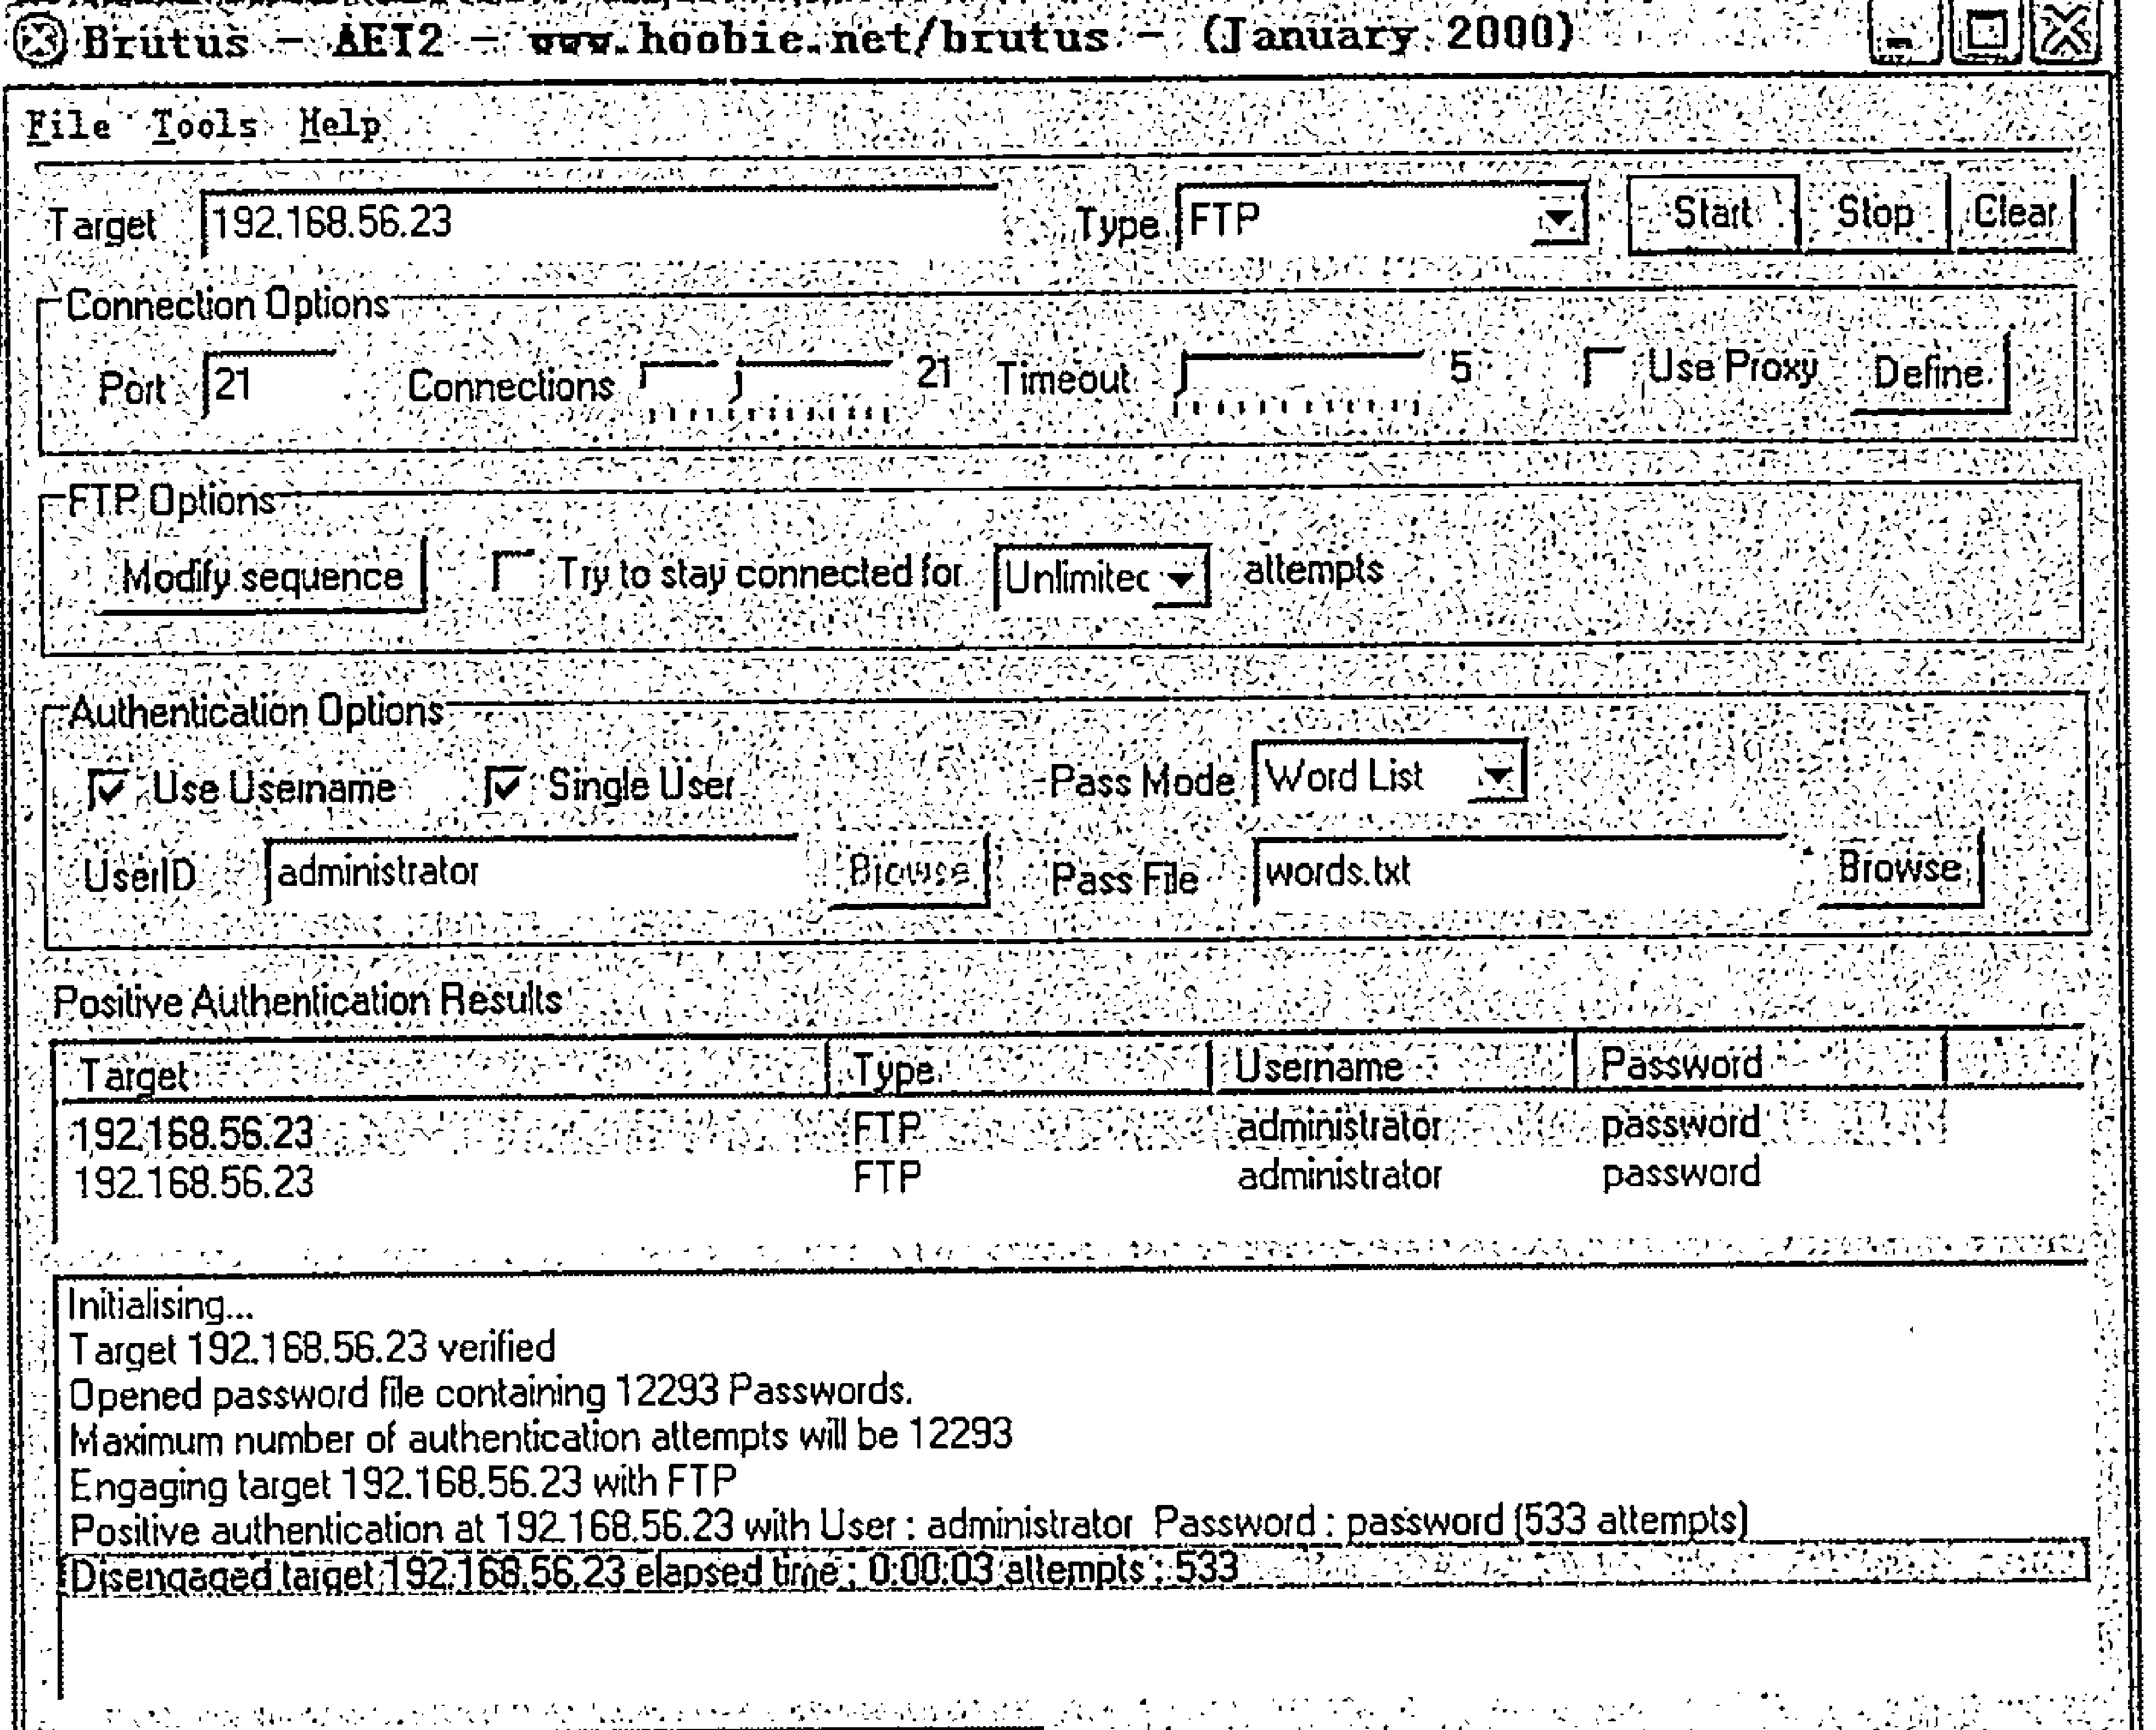 Brutus - AET2 - www.hoobie.net/brutus - (January 2000)
File Tools Help
Target 192.168.56.23 Type FTP Start Stop Clear
Connection Options
Port 21 Connections 21 Timeout 5 Use Proxy Define
FTP Options
Modify sequence Try to stay connected for Unlimitec attempts
Authentication Options
Use Username Single User Pass Mode Word List
UserID administrator Browse Pass File words.txt Browse
Positive Authentication Results
Target Type Username Password
192.168.56.23 FTP administrator password
192.168.56.23 FTP administrator password
Initialising...
Target 192.168.56.23 verified
Opened password file containing 12293 Passwords.
Maximum number of authentication attempts will be 12293
Engaging target 192.168.56.23 with FTP
Positive authentication at 192.168.56.23 with User : administrator Password : password (533 attempts)
Disengaged target 192.168.56.23 elapsed time : 0:00:03 attempts : 533